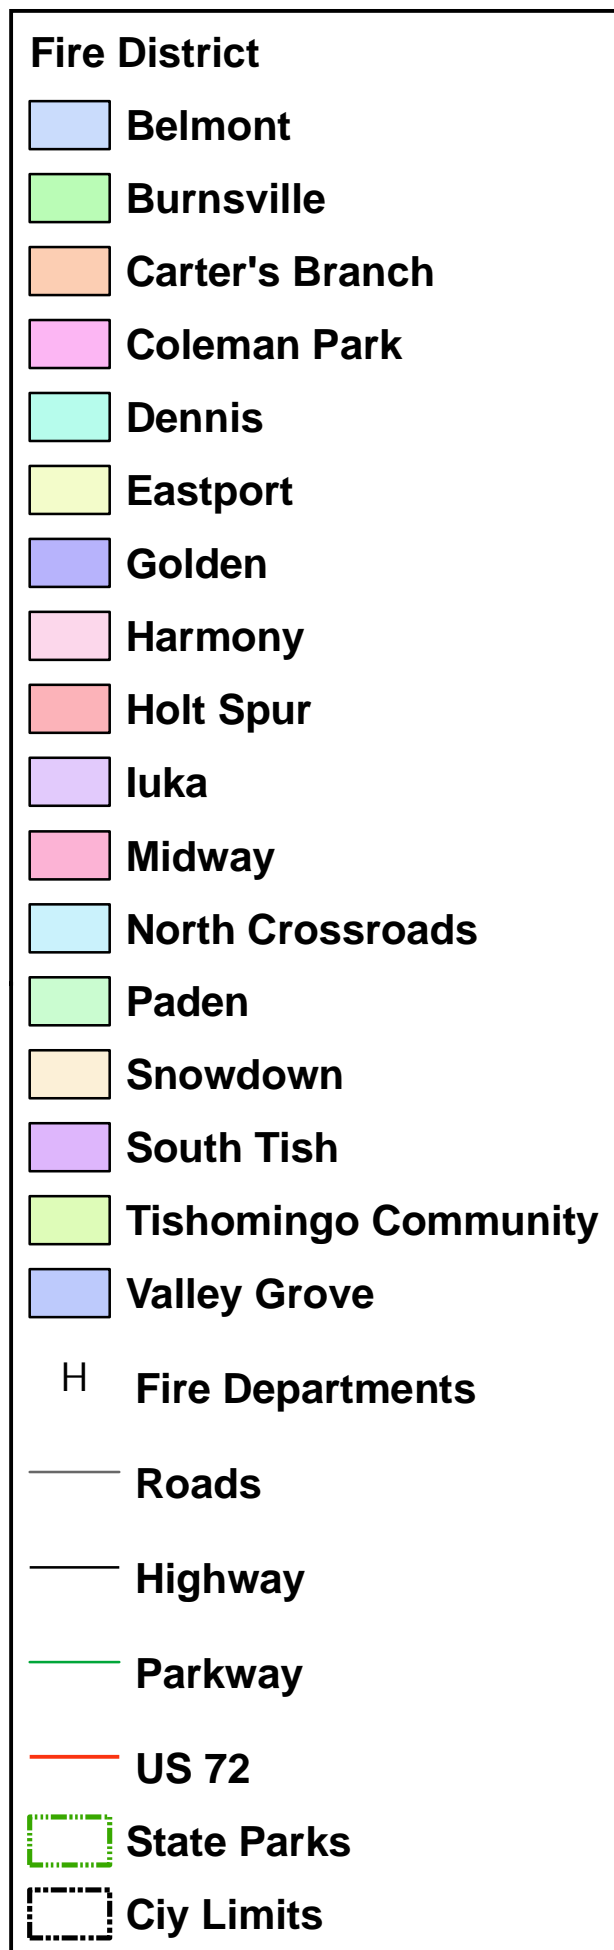 Fire District
Belmont
Burnsville
Carter's Branch
Coleman Park
Dennis
Eastport
Golden
Harmony
Holt Spur
Iuka
Midway
North Crossroads
Paden
Snowdown
South Tish
Tishomingo Community
Valley Grove
H Fire Departments
Roads
Highway
Parkway
US 72
State Parks
Ciy Limits